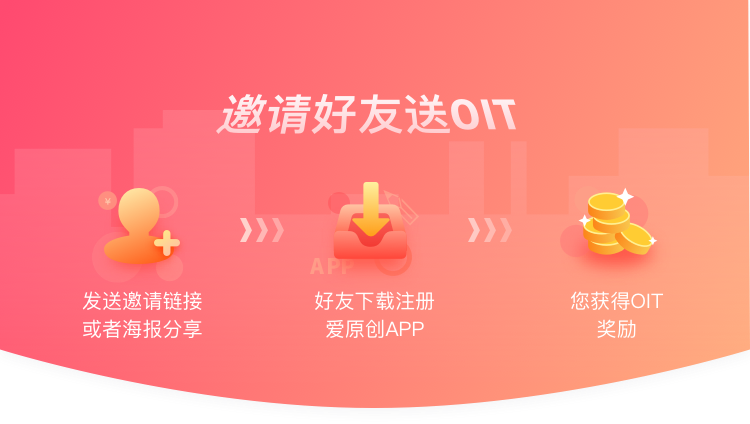 邀请好友送OIT
¥
APP
发送邀请链接
或者海报分享
好友下载注册
爱原创APP
您获得OIT
奖励